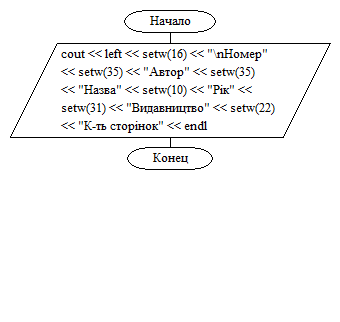 Начало
cout << left << setw(16) << "\nНомер"
<< setw(35) << "Автор" << setw(35)
<< "Назва" << setw(10) << "Рік" <<
setw(31) << "Видавництво" << setw(22)
<< "К-ть сторінок" << endl
Конец